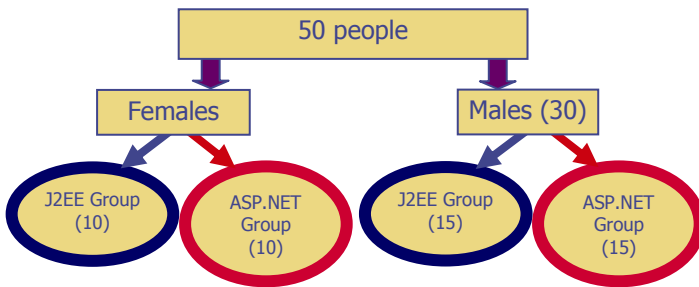 50 people
Females
Males (30)
J2EE Group
(10)
ASP.NET
Group
(10)
J2EE Group
(15)
ASP.NET
Group
(15)